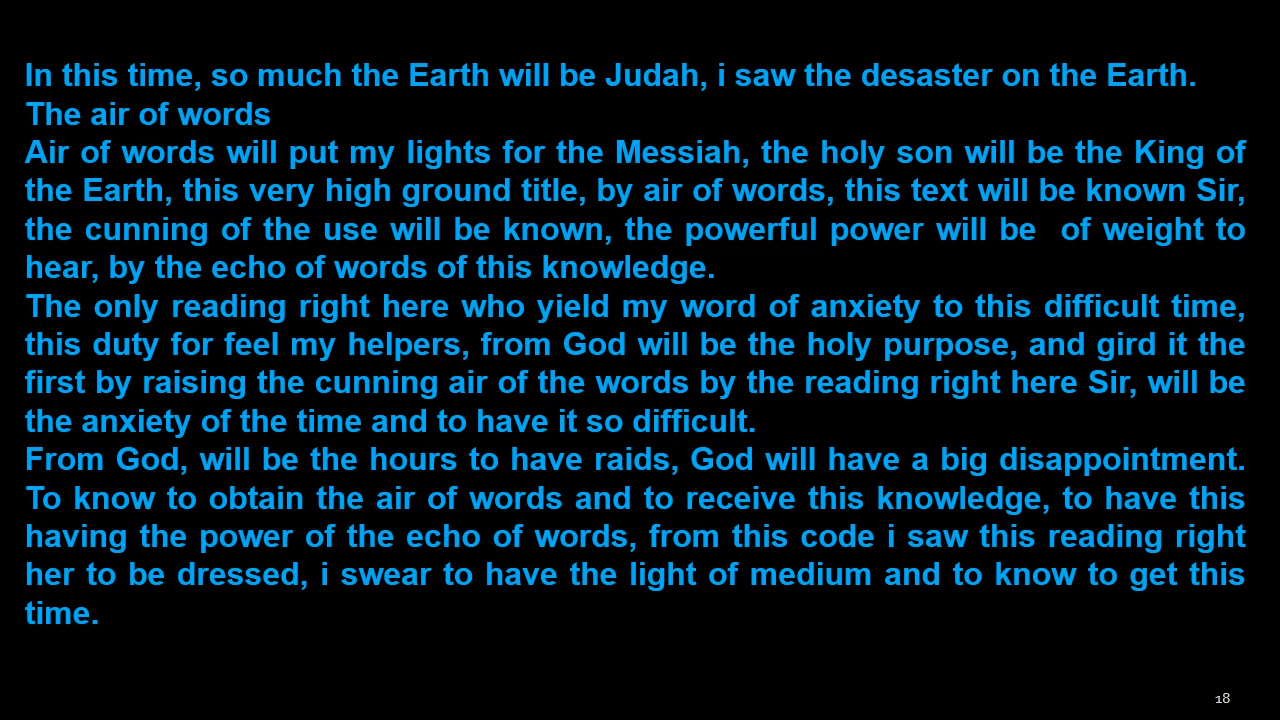 In this time, so much the Earth will be Judah, i saw the desaster on the Earth.
The air of words
Air of words will put my lights for the Messiah, the holy son will be the King of
the Earth, this very high ground title, by air of words, this text will be known Sir,
the cunning of the use will be known, the powerful power will be  of weight to
hear, by the echo of words of this knowledge.
The only reading right here who yield my word of anxiety to this difficult time,
this duty for feel my helpers, from God will be the holy purpose, and gird it the
first by raising the cunning air of the words by the reading right here Sir, will be
the anxiety of the time and to have it so difficult.
From God, will be the hours to have raids, God will have a big disappointment.
To know to obtain the air of words and to receive this knowledge, to have this
having the power of the echo of words, from this code i saw this reading right
her to be dressed, i swear to have the light of medium and to know to get this
time.
18